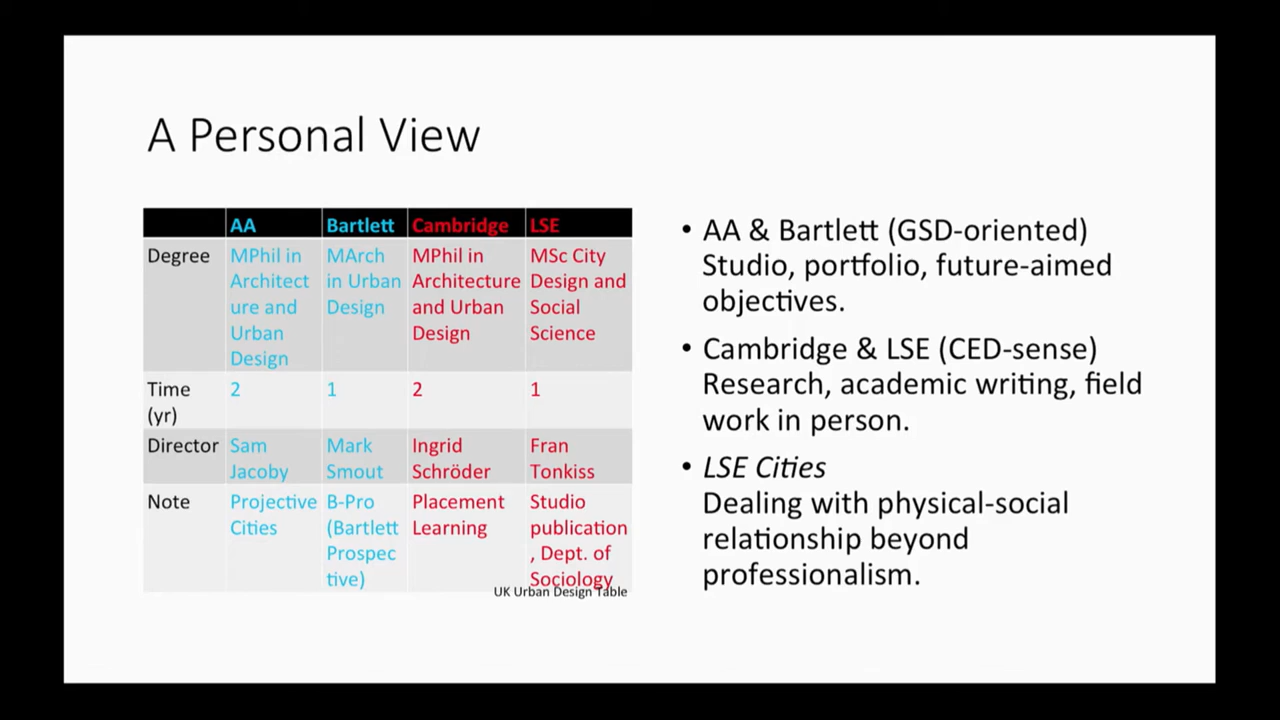 A Personal View
AA Bartlett Cambridge LSE
Degree MPhil in MArch MPhil in MSc City
Architect in Urban Architecture Design and
ure and Design and Urban Social
Urban Design Science
Design
Time 2 1 2 1
(yr)
Director Sam Mark Ingrid Fran
Jacoby Smout Schröder Tonkiss
Note Projective B-Pro Placement Studio
Cities (Bartlett Learning publication
Prospec , Dept. of
tive) Sociology
UK Urban Design Table
• AA & Bartlett (GSD-oriented)
Studio, portfolio, future-aimed
objectives.
• Cambridge & LSE (CED-sense)
Research, academic writing, field
work in person.
• LSE Cities
Dealing with physical-social
relationship beyond
professionalism.